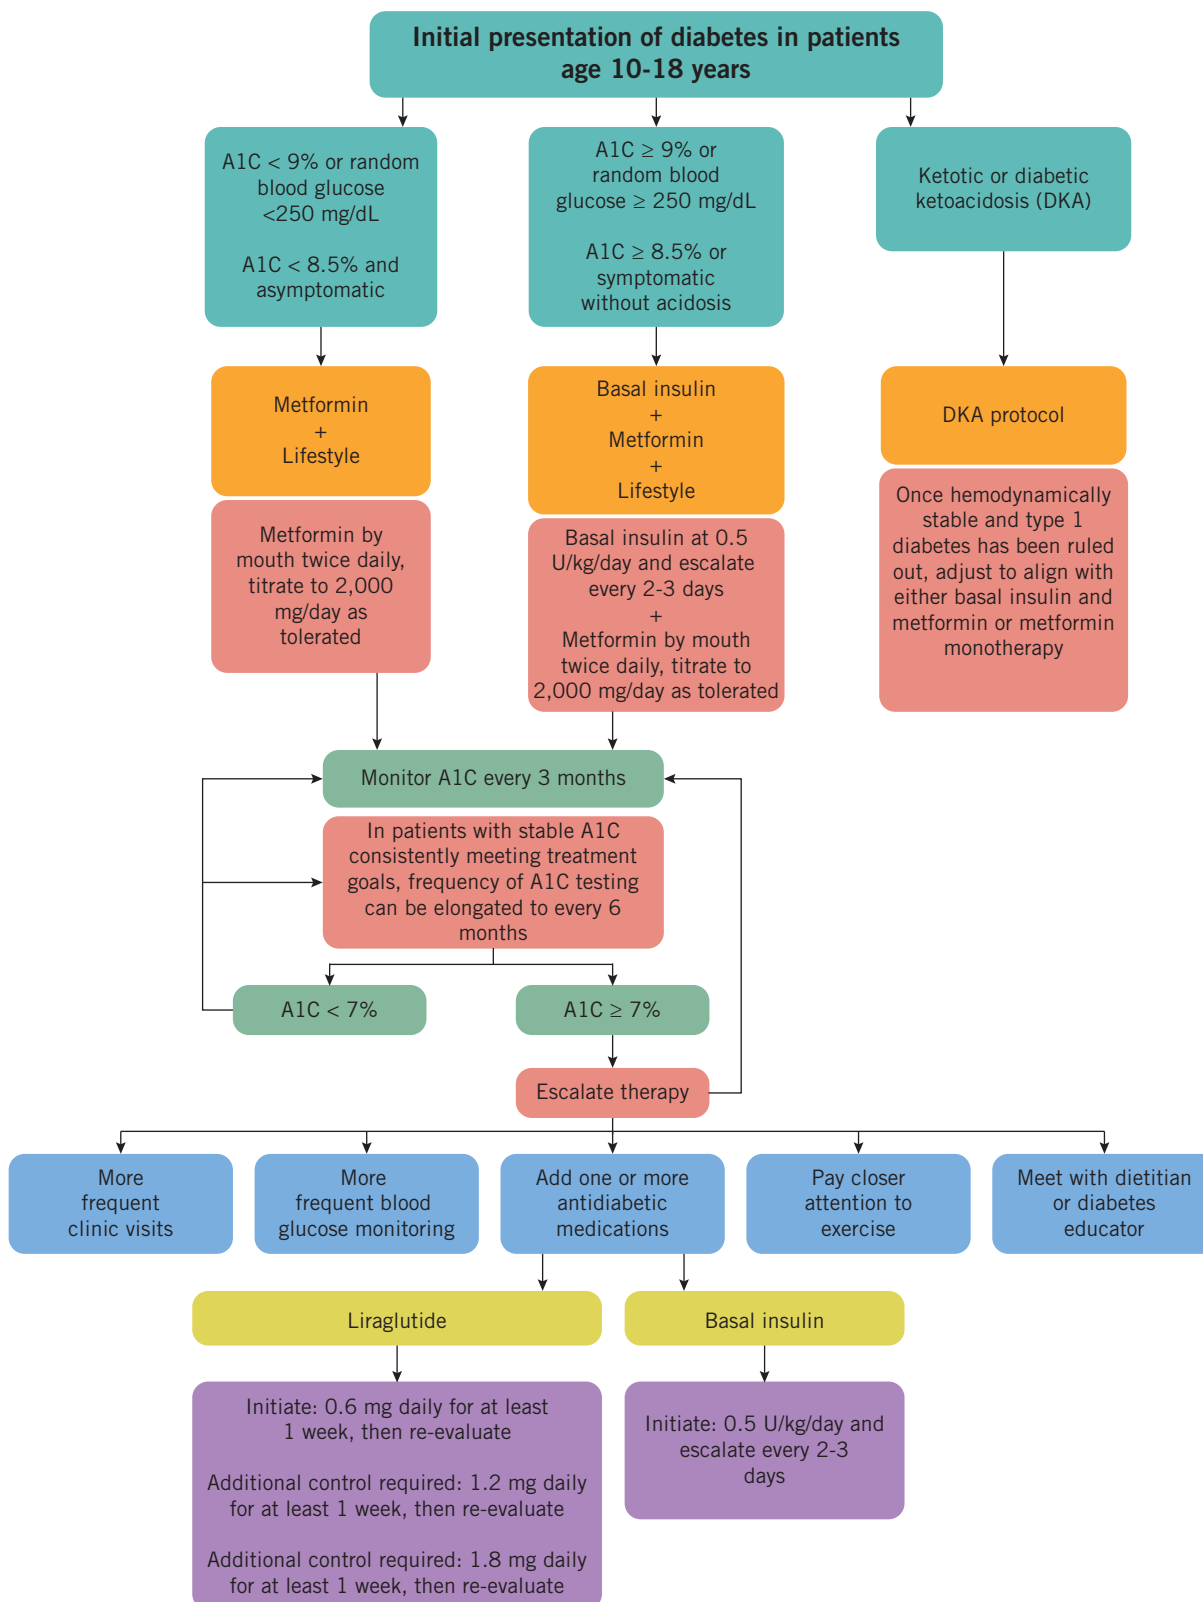 Initial presentation of diabetes in patients
age 10-18 years
A1C < 9% or random
blood glucose
<250 mg/dL
A1C < 8.5% and
asymptomatic
A1C ≥ 9% or
random blood
glucose ≥ 250 mg/dL
A1C ≥ 8.5% or
symptomatic
without acidosis
Ketotic or diabetic
ketoacidosis (DKA)
Metformin
+
Lifestyle
Basal insulin
+
Metformin
+
Lifestyle
DKA protocol
Metformin by
mouth twice daily,
titrate to 2,000
mg/day as
tolerated
Basal insulin at 0.5
U/kg/day and escalate
every 2-3 days
+
Metformin by mouth
twice daily, titrate to
2,000 mg/day as tolerated
Once hemodynamically
stable and type 1
diabetes has been ruled
out, adjust to align with
either basal insulin and
metformin or metformin
monotherapy
Monitor A1C every 3 months
In patients with stable A1C
consistently meeting treatment
goals, frequency of A1C testing
can be elongated to every 6
months
A1C < 7%
A1C ≥ 7%
Escalate therapy
More
frequent
clinic visits
More
frequent blood
glucose monitoring
Add one or more
antidiabetic
medications
Pay closer
attention to
exercise
Meet with dietitian
or diabetes
educator
Liraglutide
Basal insulin
Initiate: 0.6 mg daily for at least
1 week, then re-evaluate
Additional control required: 1.2 mg daily
for at least 1 week, then re-evaluate
Additional control required: 1.8 mg daily
for at least 1 week, then re-evaluate
Initiate: 0.5 U/kg/day and
escalate every 2-3
days